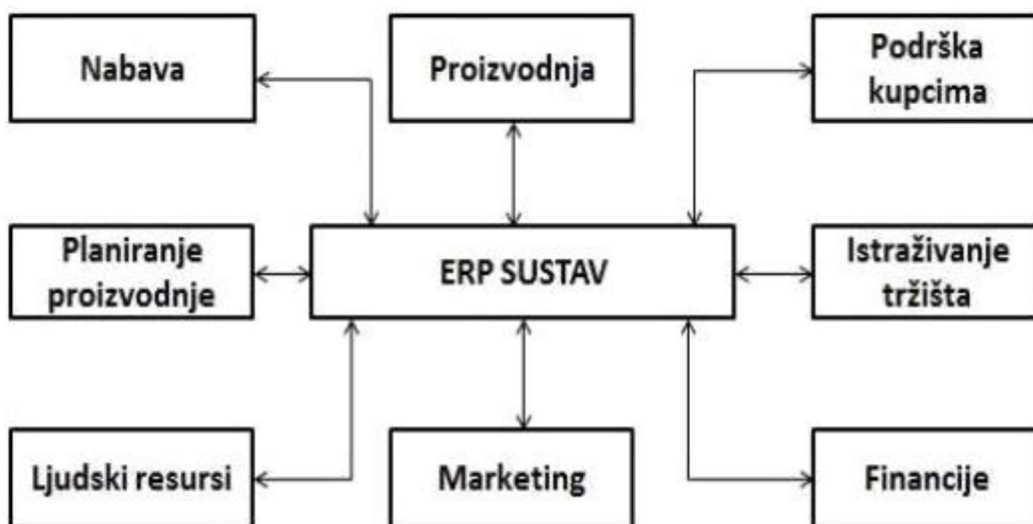 Nabava
Proizvodnja
Podrška
kupcima
Planiranje
proizvodnje
ERP SUSTAV
Istraživanje
tržišta
Ljudski resursi
Marketing
Financije